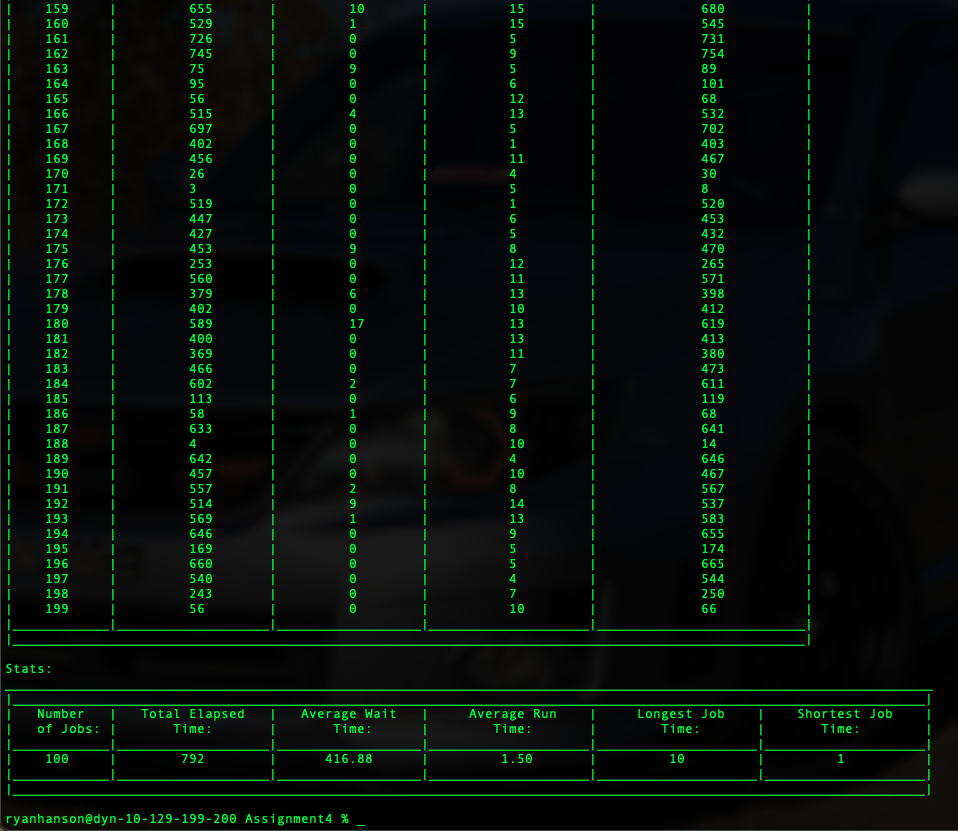 | 159 | 655 | 10 | 15 | 680 |
| 160 | 529 | 1 | 15 | 545 |
| 161 | 726 | 0 | 5 | 731 |
| 162 | 745 | 0 | 9 | 754 |
| 163 | 75 | 9 | 5 | 89 |
| 164 | 95 | 0 | 6 | 101 |
| 165 | 56 | 0 | 12 | 68 |
| 166 | 515 | 4 | 13 | 532 |
| 167 | 697 | 0 | 5 | 702 |
| 168 | 402 | 0 | 1 | 403 |
| 169 | 456 | 0 | 11 | 467 |
| 170 | 26 | 0 | 4 | 30 |
| 171 | 3 | 0 | 5 | 8 |
| 172 | 519 | 0 | 1 | 520 |
| 173 | 447 | 0 | 6 | 453 |
| 174 | 427 | 0 | 5 | 432 |
| 175 | 453 | 9 | 8 | 470 |
| 176 | 253 | 0 | 12 | 265 |
| 177 | 560 | 0 | 11 | 571 |
| 178 | 379 | 6 | 13 | 398 |
| 179 | 402 | 0 | 10 | 412 |
| 180 | 589 | 17 | 13 | 619 |
| 181 | 400 | 0 | 13 | 413 |
| 182 | 369 | 0 | 11 | 380 |
| 183 | 466 | 0 | 7 | 473 |
| 184 | 602 | 2 | 7 | 611 |
| 185 | 113 | 0 | 6 | 119 |
| 186 | 58 | 1 | 9 | 68 |
| 187 | 633 | 0 | 8 | 641 |
| 188 | 4 | 0 | 10 | 14 |
| 189 | 642 | 0 | 4 | 646 |
| 190 | 457 | 0 | 10 | 467 |
| 191 | 557 | 2 | 8 | 567 |
| 192 | 514 | 9 | 14 | 537 |
| 193 | 569 | 1 | 13 | 583 |
| 194 | 646 | 0 | 9 | 655 |
| 195 | 169 | 0 | 5 | 174 |
| 196 | 660 | 0 | 5 | 665 |
| 197 | 540 | 0 | 4 | 544 |
| 198 | 243 | 0 | 7 | 250 |
| 199 | 56 | 0 | 10 | 66 |
Stats:
| Number | Total Elapsed | Average Wait | Average Run | Longest Job | Shortest Job |
| of Jobs: | Time: | Time: | Time: | Time: | Time: |
| 100 | 792 | 416.88 | 1.50 | 10 | 1 |
ryanhanson@dyn-10-129-199-200 Assignment4 % _